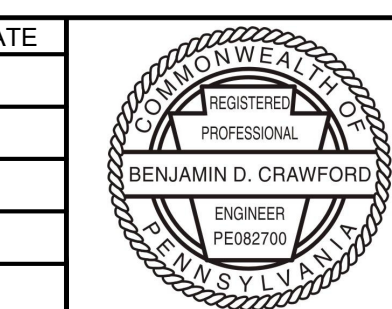 ATE
COMMONWEALTH OF
REGISTERED
PROFESSIONAL
BENJAMIN D. CRAWFORD
ENGINEER
PE082700
PENNSYLVANIA